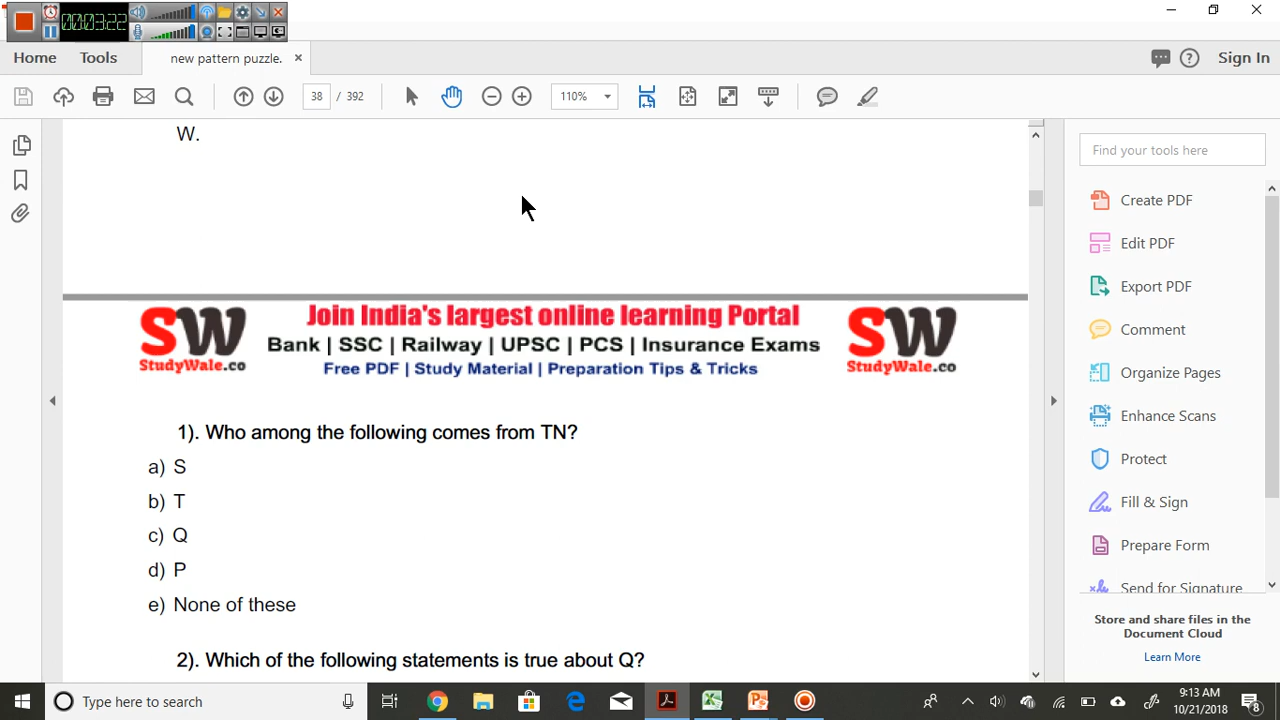 00:03:22
Home
Tools
new pattern puzzle.
Sign In
38 / 392
110%
W.
SW
StudyWale.co
Join India's largest online learning Portal
Bank | SSC | Railway | UPSC | PCS | Insurance Exams
Free PDF | Study Material | Preparation Tips & Tricks
SW
StudyWale.co
1). Who among the following comes from TN?
a) S
b) T
c) Q
d) P
e) None of these
2). Which of the following statements is true about Q?
Find your tools here
Create PDF
Edit PDF
Export PDF
Comment
Organize Pages
Enhance Scans
Protect
Fill & Sign
Prepare Form
Send for Signature
Store and share files in the
Document Cloud
Learn More
Type here to search
9:13 AM
10/21/2018
8